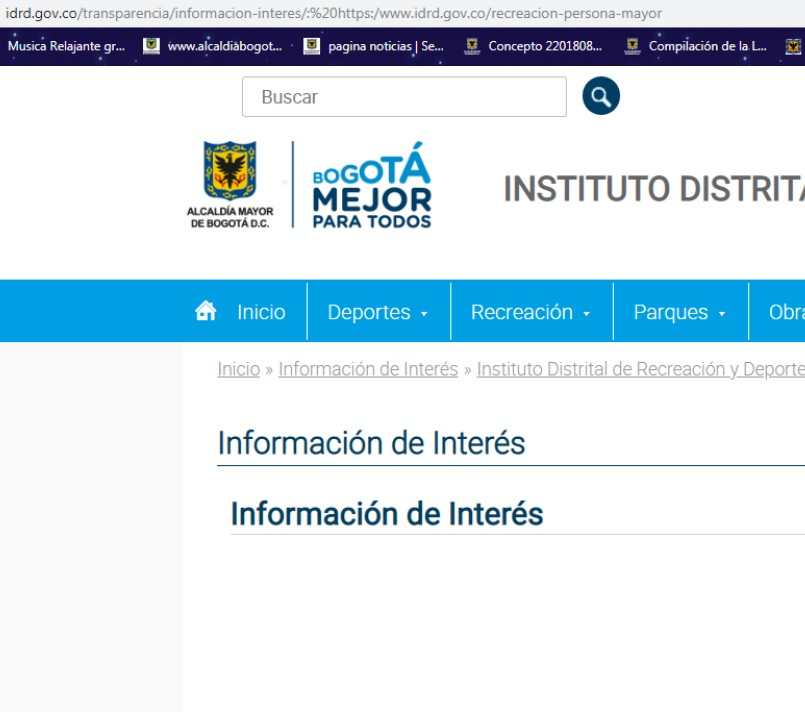 idrd.gov.co/transparencia/informacion-interes/:%20https:/www.idrd.gov.co/recreacion-persona-mayor
Musica Relajante gr... www.alcaldiabogot... pagina noticias | Se... Concepto 2201808... Compilación de la L...
Buscar
ALCALDÍA MAYOR
DE BOGOTÁ D.C.
BOGOTÁ
MEJOR
PARA TODOS
INSTITUTO DISTRITA
Inicio Deportes Recreación Parques Obra
Inicio » Información de Interés » Instituto Distrital de Recreación y Deporte
Información de Interés
Información de Interés